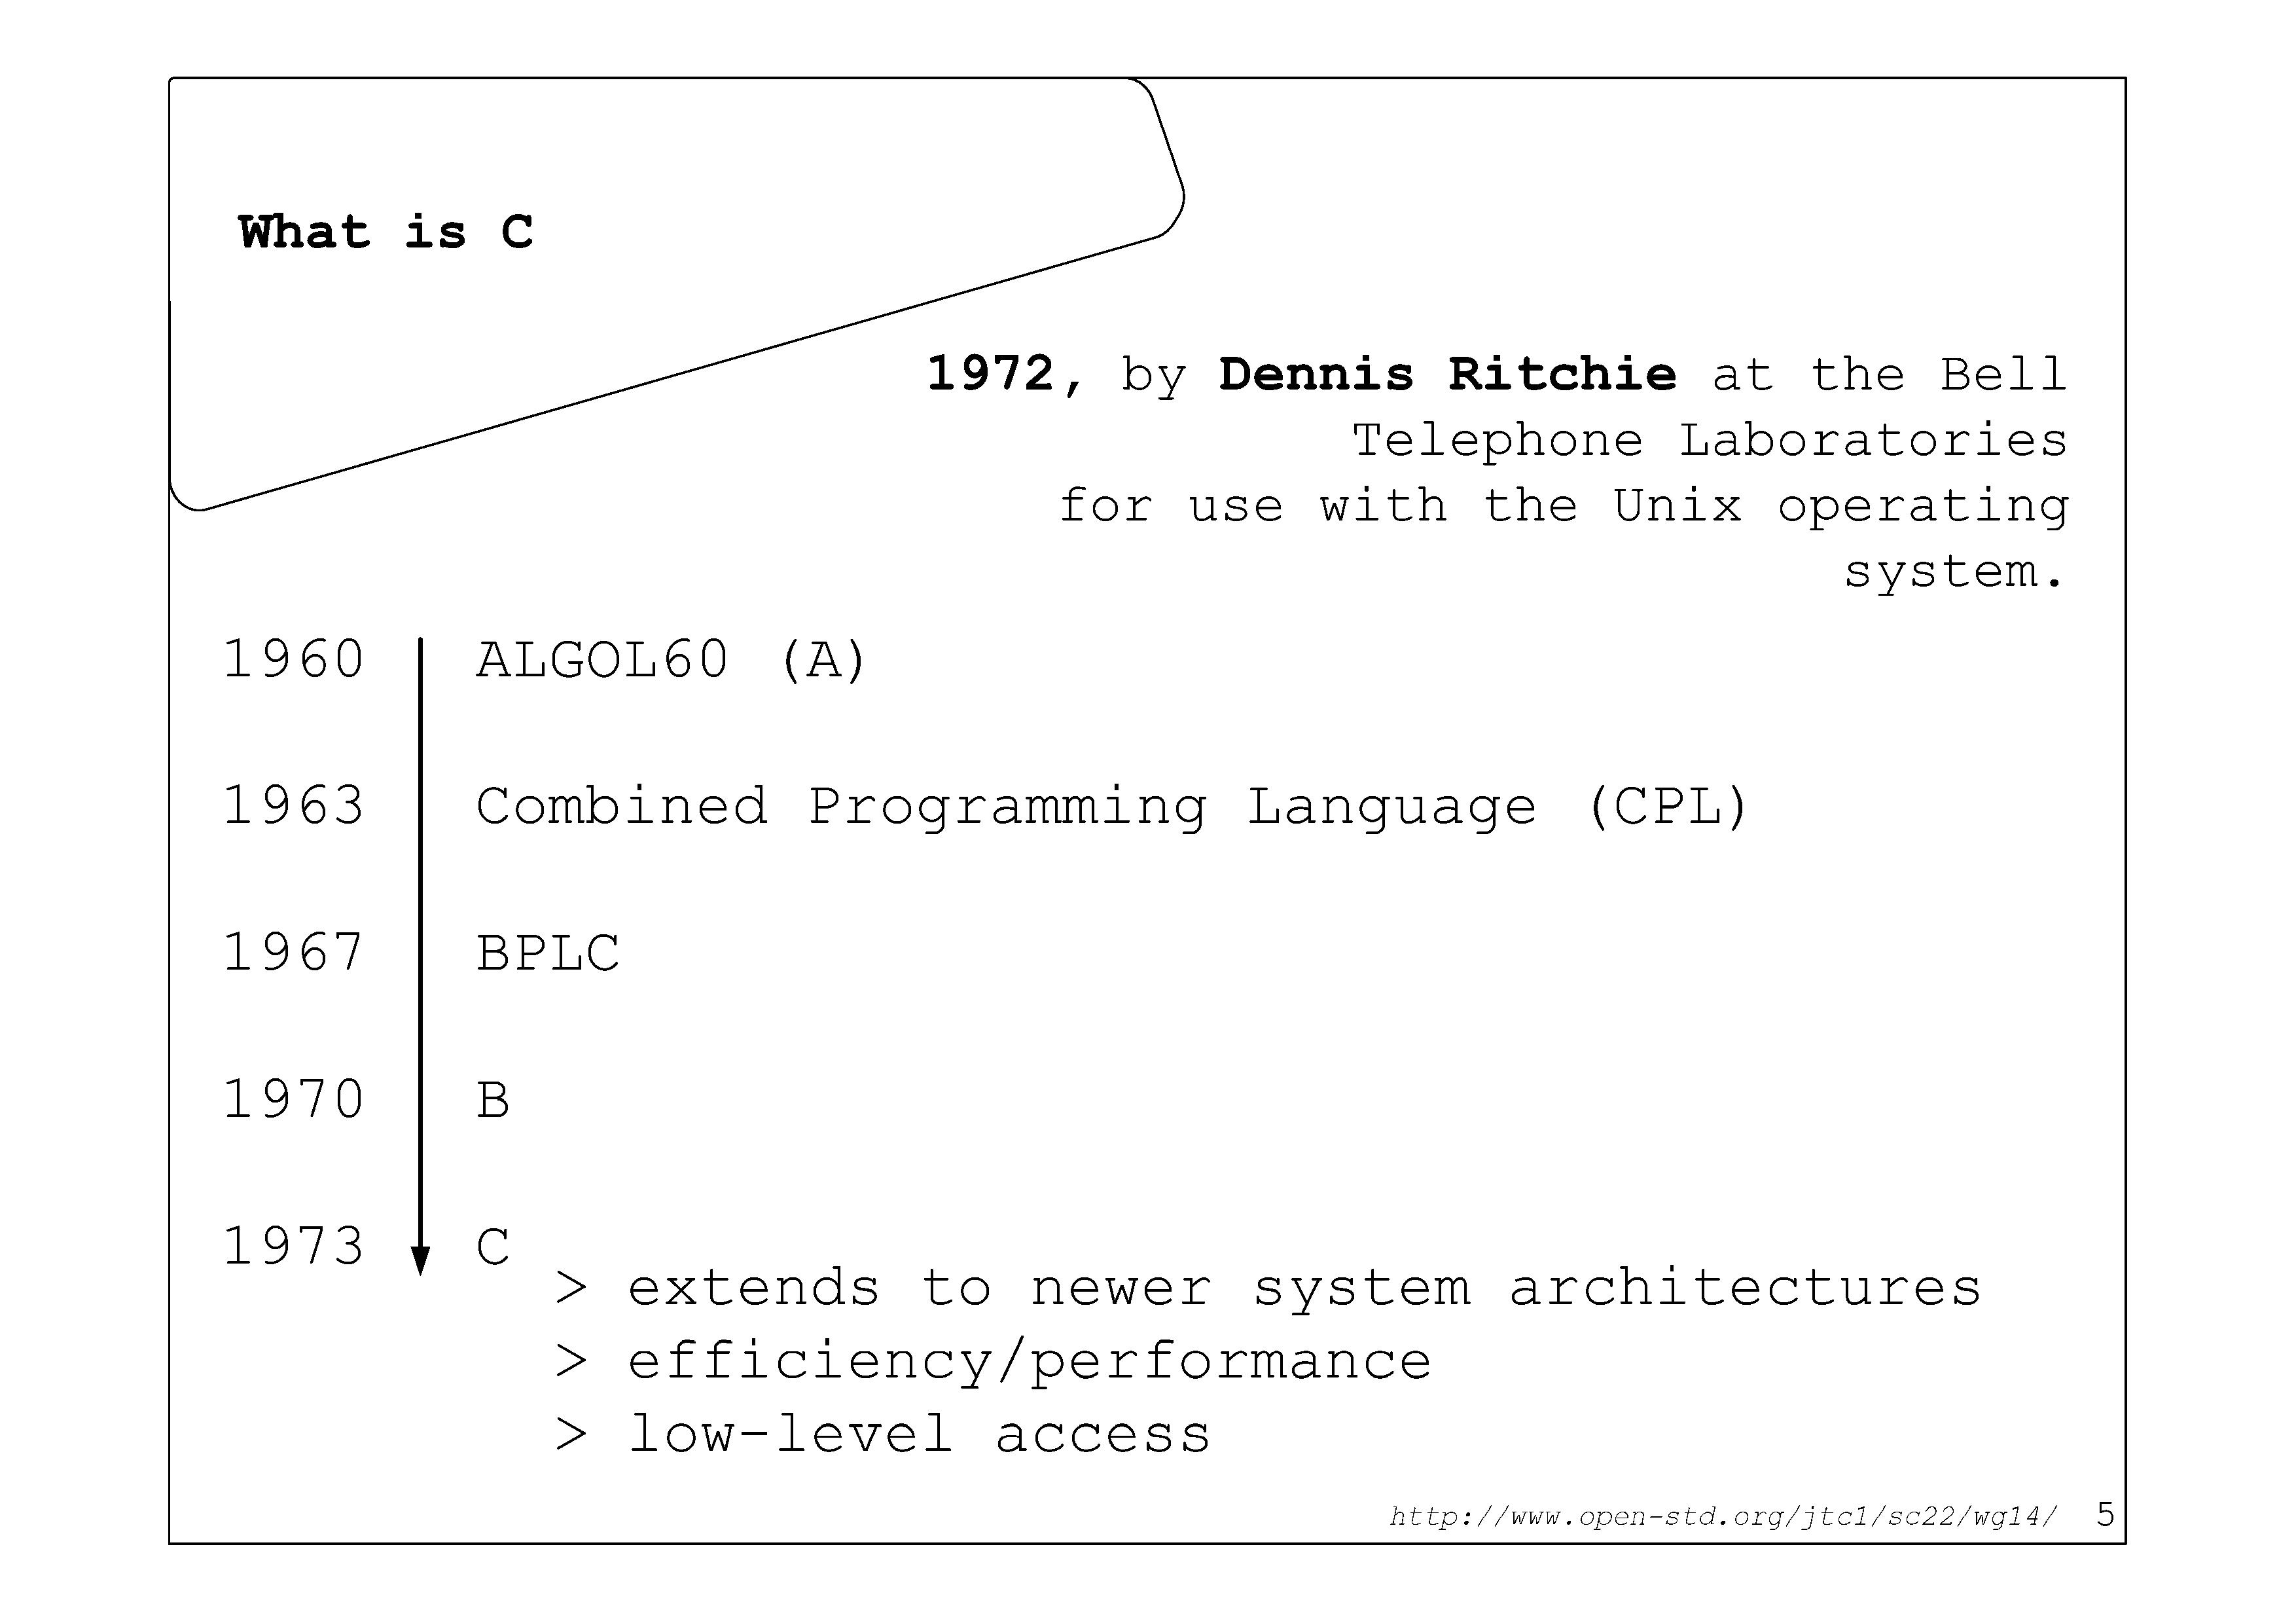 What is C
1972, by Dennis Ritchie at the Bell
Telephone Laboratories
for use with the Unix operating
system.
1960 ALGOL60 (A)
1963 Combined Programming Language (CPL)
1967 BPLC
1970 B
1973 C
> extends to newer system architectures
> efficiency/performance
> low-level access
http://www.open-std.org/jtc1/sc22/wg14/ 5